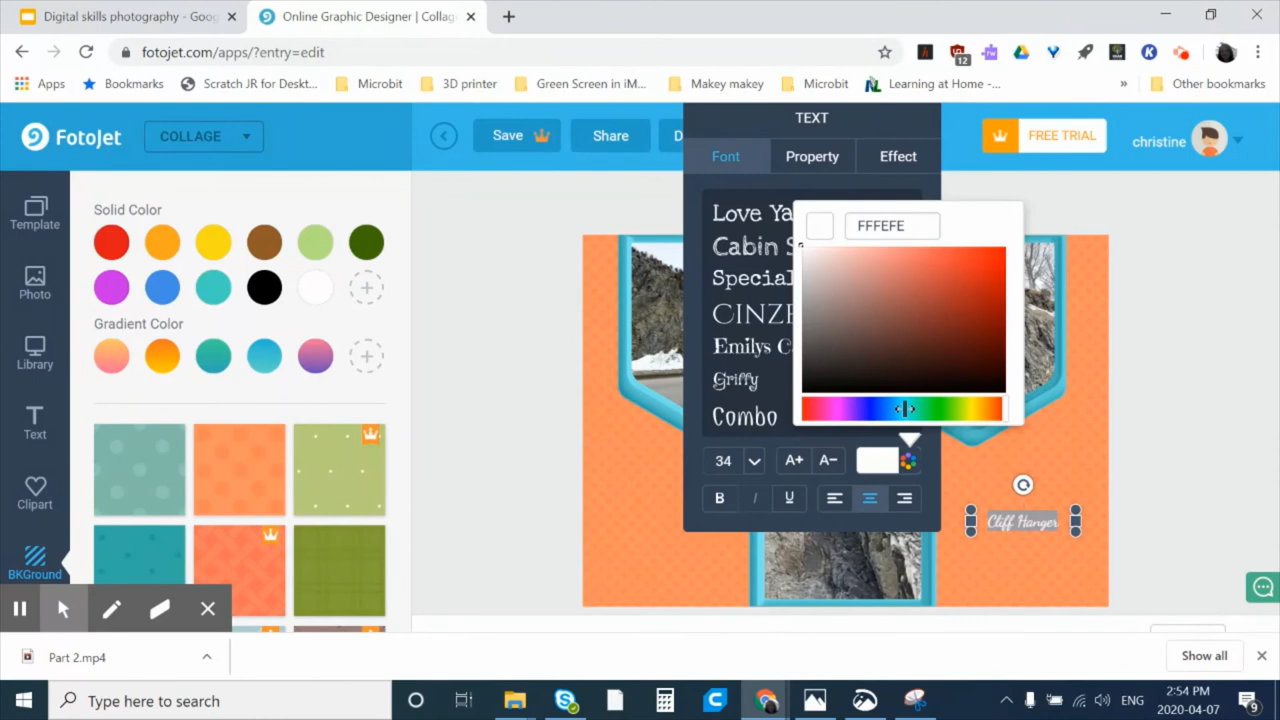 Digital skills photography - Goog
Online Graphic Designer | Collag
fotojet.com/apps/?entry=edit
12
Apps
Bookmarks
Scratch JR for Deskt...
Microbit
3D printer
Green Screen in iM...
Makey makey
Microbit
Learning at Home -...
»
Other bookmarks
FotoJet
COLLAGE
Save
Share
D
TEXT
FREE TRIAL
christine
Font
Property
Effect
Template
Photo
Library
Text
Clipart
BKGround
Solid Color
Gradient Color
Love Ya
Cabin S
Special
CINZE
Emilys C
Griffy
Combo
FFFEFE
34
A+
A-
B
I
U
Cliff Hanger
Part 2.mp4
Show all
Type here to search
ENG
2:54 PM
2020-04-07
9